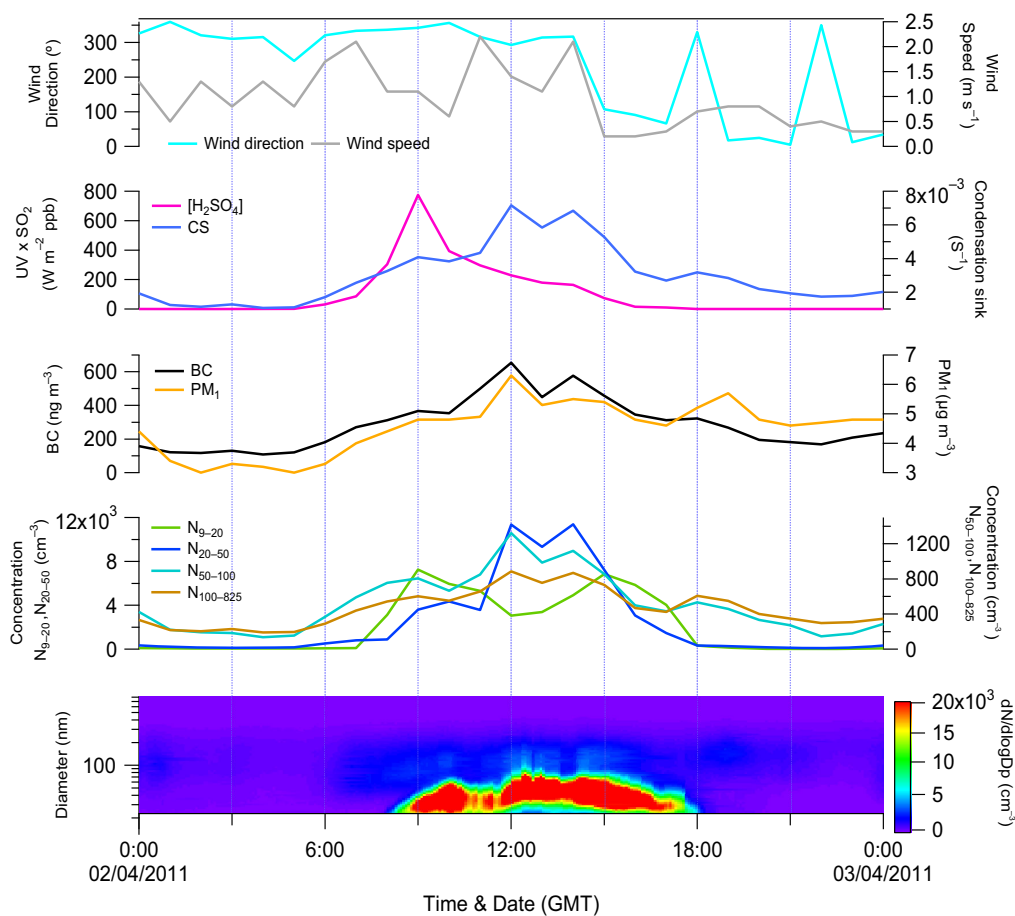 Wind
Direction (º)
300
200
100
0
Wind direction
Wind speed
2.5
2.0
1.5
1.0
0.5
0.0
Wind
Speed (m s⁻¹)
UV x SO₂
(W m⁻² ppb)
800
600
400
200
0
[H₂SO₄]
CS
8x10⁻³
6
4
2
Condensation sink
(S⁻¹)
BC (ng m⁻³)
600
400
200
0
BC
PM₁
7
6
5
4
3
PM₁ (µg m⁻³)
Concentration
N₉₋₂₀, N₂₀₋₅₀ (cm⁻³)
12x10³
8
4
0
N₉₋₂₀
N₂₀₋₅₀
N₅₀₋₁₀₀
N₁₀₀₋₈₂₅
1200
800
400
0
Concentration
N₅₀₋₁₀₀, N₁₀₀₋₈₂₅ (cm⁻³)
Diameter (nm)
100
20x10³
15
10
5
0
dN/dlogDp (cm⁻³)
0:00
6:00
12:00
18:00
0:00
02/04/2011
03/04/2011
Time & Date (GMT)